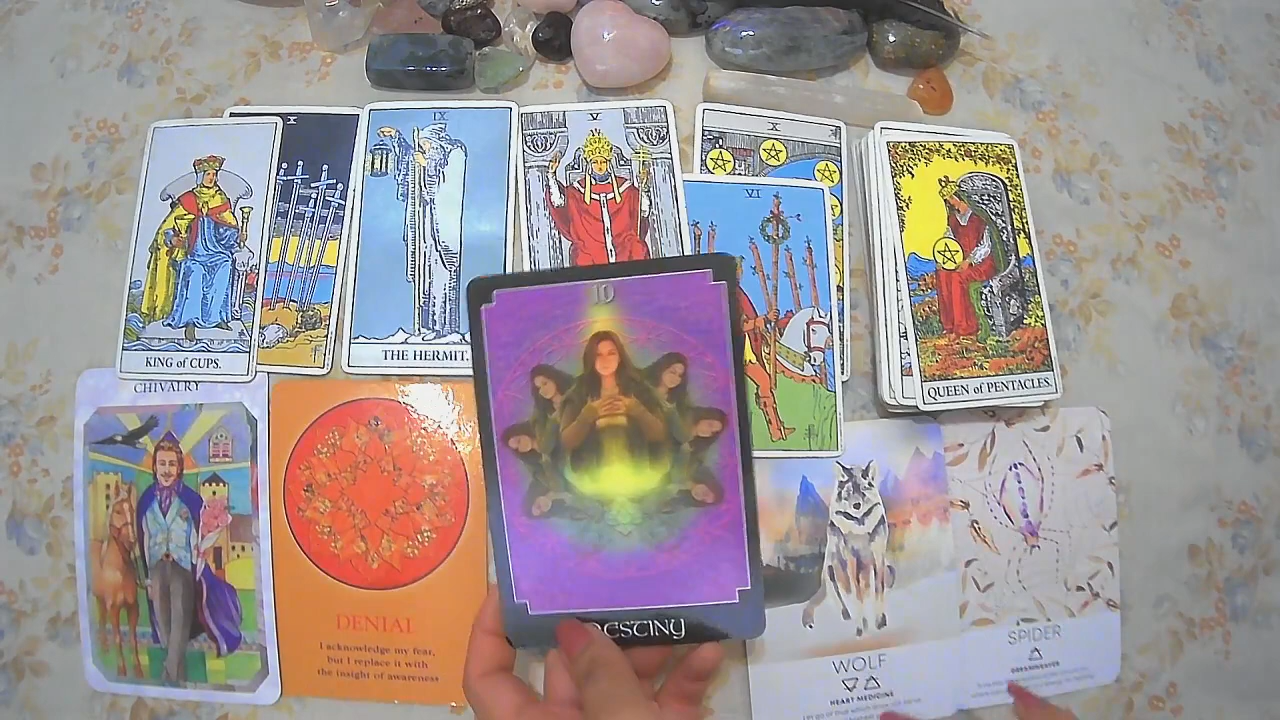 X
IX
V
X
KING of CUPS.
THE HERMIT.
VI
QUEEN of PENTACLES.
CHIVALRY
10
DENIAL
I acknowledge my fear,
but I replace it with
the insight of awareness
DESTINY
WOLF
HEART MEDICINE
SPIDER
DREAMWEAVER